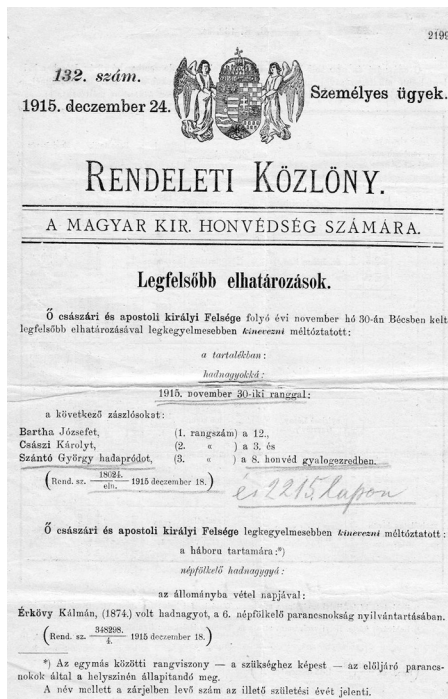 2199
132. szám.
1915. deczember 24.
Személyes ügyek.
RENDELETI KÖZLÖNY.
A MAGYAR KIR. HONVÉDSÉG SZÁMÁRA.
Legfelsőbb elhatározások.
Ő császári és apostoli királyi Felsége folyó évi november hó 30-án Bécsben kelt
legfelsőbb elhatározásával legkegyelmesebben kinevezni méltóztatott:
a tartalékban:
hadnagyokká:
1915. november 30-iki ranggal:
a következő zászlósokat:
Bartha Józsefet, (1. rangszám) a 12.,
Császi Károlyt, (2. „ ) a 3. és
Szántó György hadapródot, (3. „ ) a 8. honvéd gyalogezredben.
(Rend. sz. 18024./eln. 1915 deczember 18.)
és 2215. lapon
Ő császári és apostoli királyi Felsége legkegyelmesebben kinevezni méltóztatott:
a háboru tartamára:*)
népfölkelő hadnagygyá:
az állományba vétel napjával:
Érkövy Kálmán, (1874.) volt hadnagyot, a 6. népfölkelő parancsnokság nyilvántartásában.
(Rend. sz. 348298./4. 1915 deczember 18.)
*) Az egymás közötti rangviszony — a szükséghez képest — az előljáró parancs-
nokok által a helyszinén állapitandó meg.
A név mellett a zárjelben levő szám az illető születési évét jelenti.